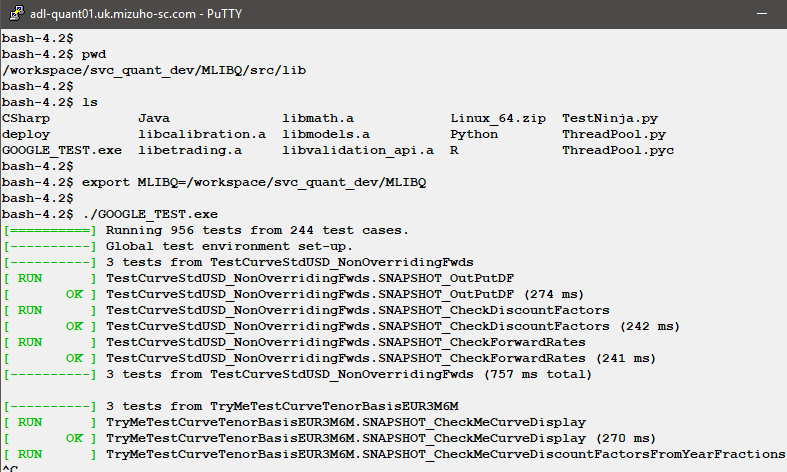 adl-quant01.uk.mizuho-sc.com - PuTTY
bash-4.2$
bash-4.2$ pwd
/workspace/svc_quant_dev/MLIBQ/src/lib
bash-4.2$
bash-4.2$ ls
CSharp Java libmath.a Linux_64.zip TestNinja.py
deploy libcalibration.a libmodels.a Python ThreadPool.py
GOOGLE_TEST.exe libetrading.a libvalidation_api.a R ThreadPool.pyc
bash-4.2$
bash-4.2$ export MLIBQ=/workspace/svc_quant_dev/MLIBQ
bash-4.2$
bash-4.2$ ./GOOGLE_TEST.exe
[==========] Running 956 tests from 244 test cases.
[----------] Global test environment set-up.
[----------] 3 tests from TestCurveStdUSD_NonOverridingFwds
[ RUN      ] TestCurveStdUSD_NonOverridingFwds.SNAPSHOT_OutPutDF
[       OK ] TestCurveStdUSD_NonOverridingFwds.SNAPSHOT_OutPutDF (274 ms)
[ RUN      ] TestCurveStdUSD_NonOverridingFwds.SNAPSHOT_CheckDiscountFactors
[       OK ] TestCurveStdUSD_NonOverridingFwds.SNAPSHOT_CheckDiscountFactors (242 ms)
[ RUN      ] TestCurveStdUSD_NonOverridingFwds.SNAPSHOT_CheckForwardRates
[       OK ] TestCurveStdUSD_NonOverridingFwds.SNAPSHOT_CheckForwardRates (241 ms)
[----------] 3 tests from TestCurveStdUSD_NonOverridingFwds (757 ms total)
[----------] 3 tests from TryMeTestCurveTenorBasisEUR3M6M
[ RUN      ] TryMeTestCurveTenorBasisEUR3M6M.SNAPSHOT_CheckMeCurveDisplay
[       OK ] TryMeTestCurveTenorBasisEUR3M6M.SNAPSHOT_CheckMeCurveDisplay (270 ms)
[ RUN      ] TryMeTestCurveTenorBasisEUR3M6M.SNAPSHOT_CheckMeCurveDiscountFactorsFromYearFractions
^C